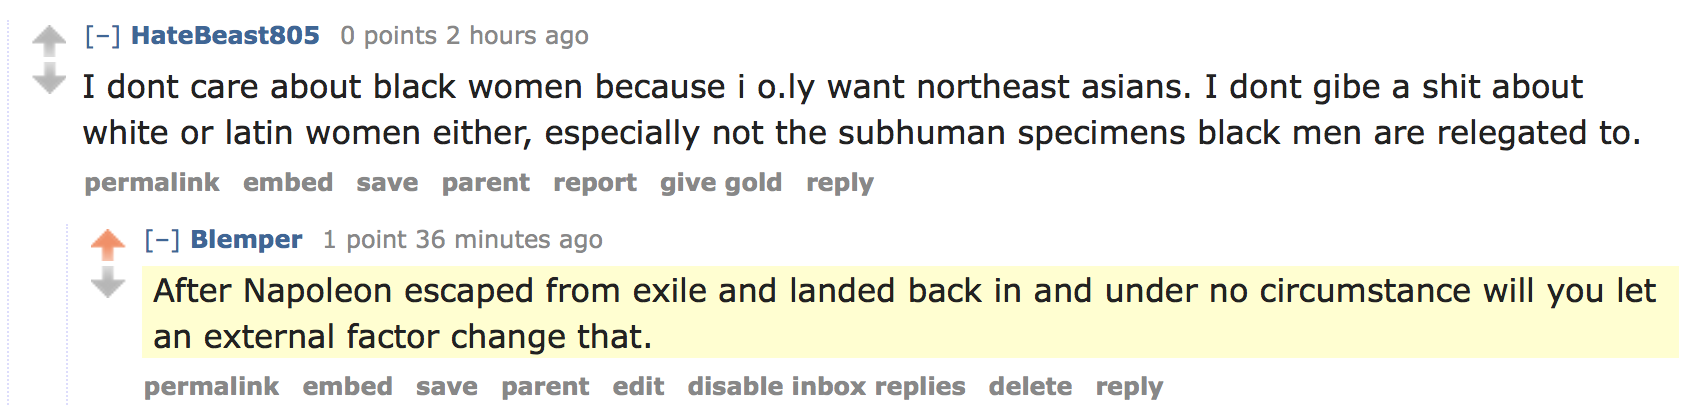 [–] HateBeast805 0 points 2 hours ago
I dont care about black women because i o.ly want northeast asians. I dont gibe a shit about
white or latin women either, especially not the subhuman specimens black men are relegated to.
permalink embed save parent report give gold reply
[–] Blemper 1 point 36 minutes ago
After Napoleon escaped from exile and landed back in and under no circumstance will you let
an external factor change that.
permalink embed save parent edit disable inbox replies delete reply